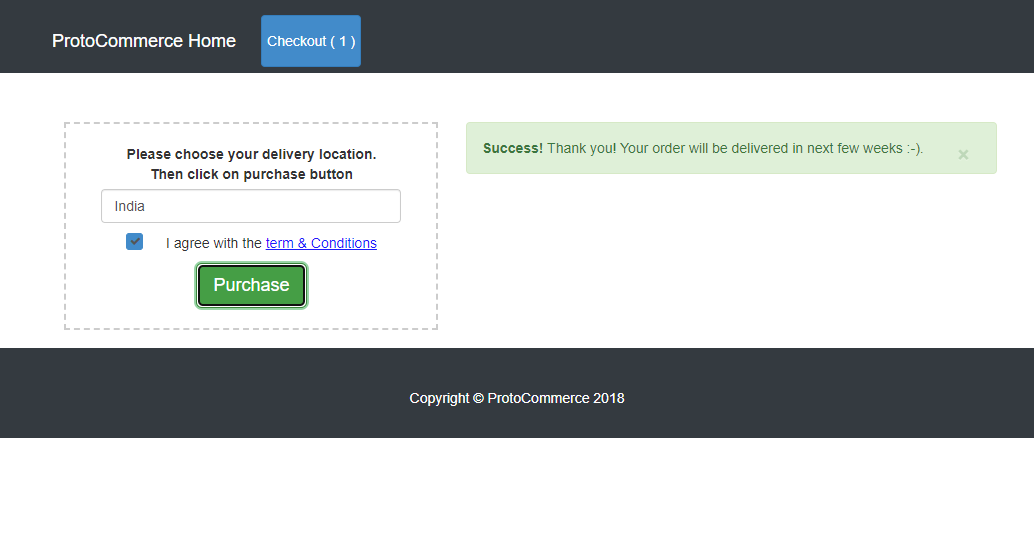 ProtoCommerce Home
Checkout ( 1 )
Please choose your delivery location.
Then click on purchase button
India
I agree with the term & Conditions
Purchase
Success! Thank you! Your order will be delivered in next few weeks :-).
×
Copyright © ProtoCommerce 2018